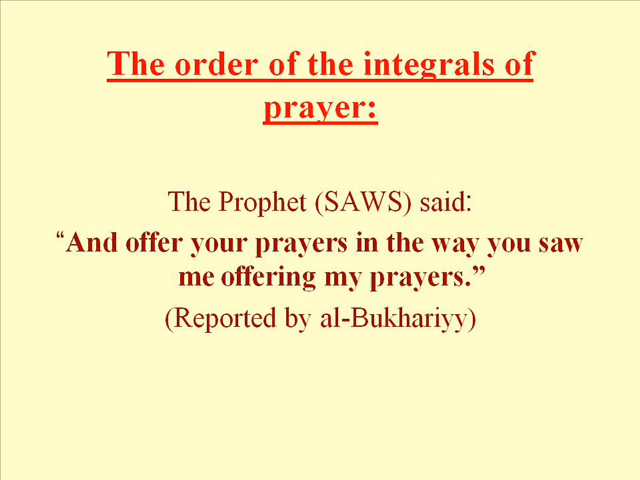 The order of the integrals of
prayer:
The Prophet (SAWS) said:
“And offer your prayers in the way you saw
me offering my prayers.”
(Reported by al-Bukhariyy)